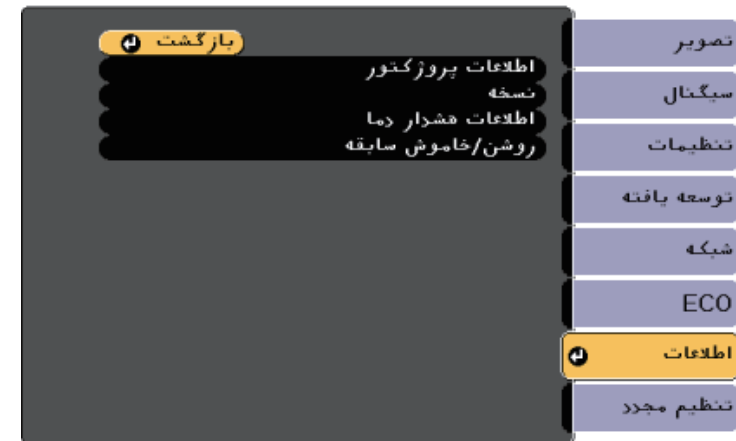 تصویر
سیگنال
تنظیمات
توسعه یافته
شبکه
ECO
اطلاعات
تنظیم مجدد
بازگشت
اطلاعات پروژکتور
نسخه
اطلاعات هشدار دما
روشن/خاموش سابقه